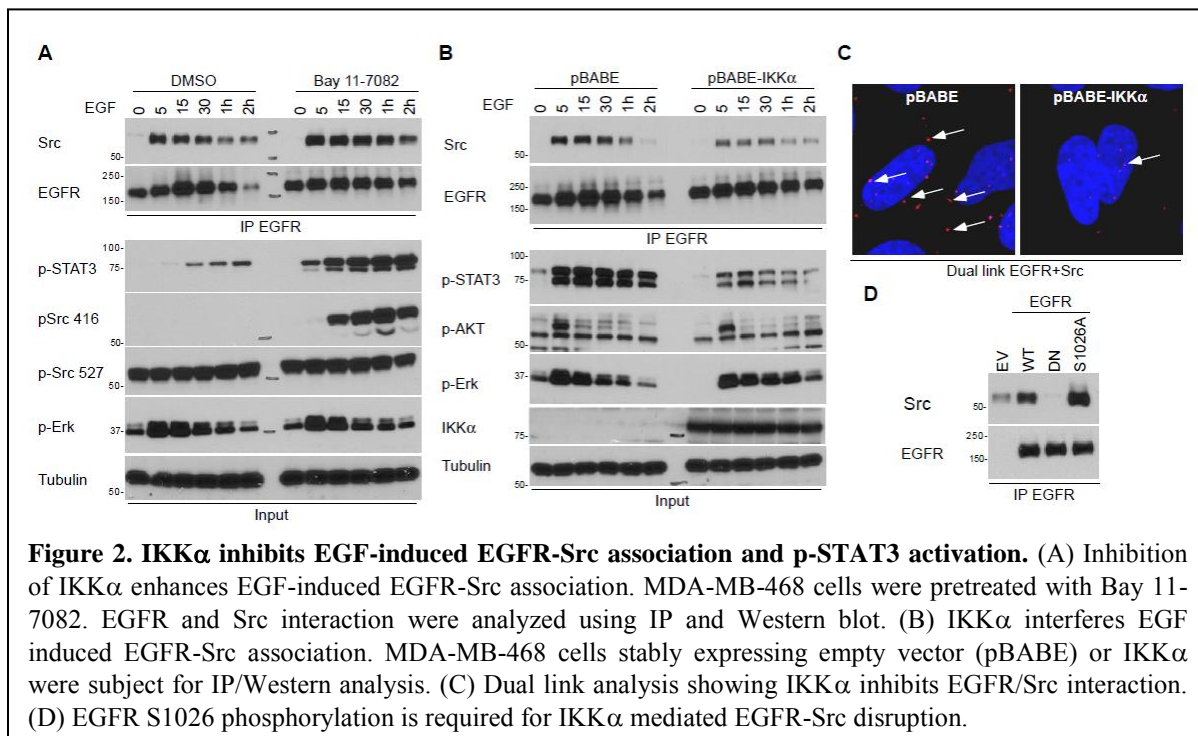 A
DMSO
Bay 11-7082
EGF 0 5 15 30 1h 2h 0 5 15 30 1h 2h
Src
50-
EGFR
250-
150-
IP EGFR
p-STAT3
100-
75-
pSrc 416
50-
p-Src 527
50-
p-Erk
37-
Tubulin
50-
Input
B
pBABE
pBABE-IKKα
EGF 0 5 15 30 1h 2h 0 5 15 30 1h 2h
Src
50-
EGFR
250-
150-
IP EGFR
p-STAT3
100-
75-
p-AKT
50-
p-Erk
37-
IKKα
75-
Tubulin
50-
Input
C
pBABE
pBABE-IKKα
Dual link EGFR+Src
D
EGFR
EV WT DN S1026A
Src
50-
EGFR
250-
150-
IP EGFR
Figure 2. IKKα inhibits EGF-induced EGFR-Src association and p-STAT3 activation. (A) Inhibition
of IKKα enhances EGF-induced EGFR-Src association. MDA-MB-468 cells were pretreated with Bay 11-
7082. EGFR and Src interaction were analyzed using IP and Western blot. (B) IKKα interferes EGF
induced EGFR-Src association. MDA-MB-468 cells stably expressing empty vector (pBABE) or IKKα
were subject for IP/Western analysis. (C) Dual link analysis showing IKKα inhibits EGFR/Src interaction.
(D) EGFR S1026 phosphorylation is required for IKKα mediated EGFR-Src disruption.